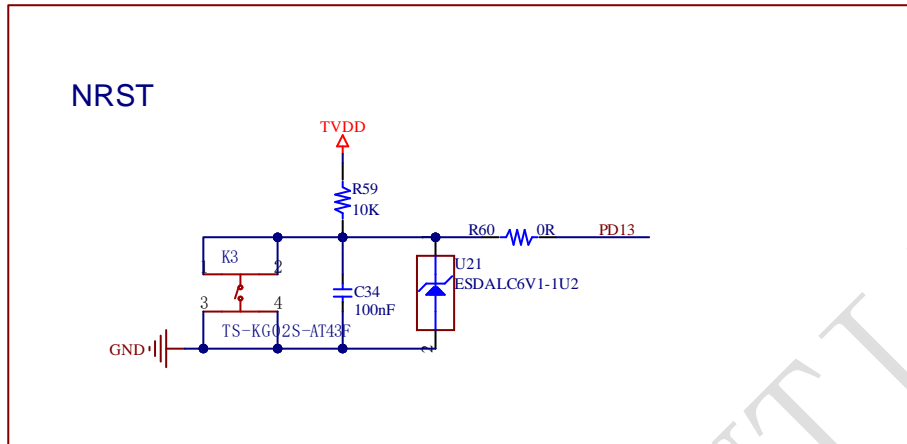 NRST
TVDD
R59
10K
R60
0R
PD13
K3
1
2
U21
ESDALC6V1-1U2
3
4
C34
100nF
TS-KG02S-AT43F
GND
2